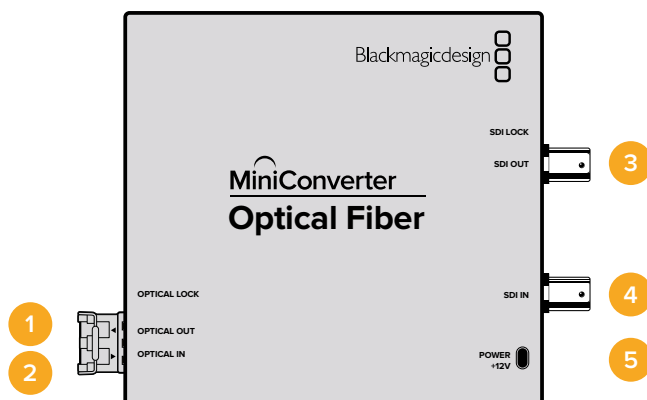 Blackmagicdesign
SDI LOCK
SDI OUT
3
MiniConverter
Optical Fiber
OPTICAL LOCK
SDI IN
4
1
OPTICAL OUT
2
OPTICAL IN
POWER
+12V
5